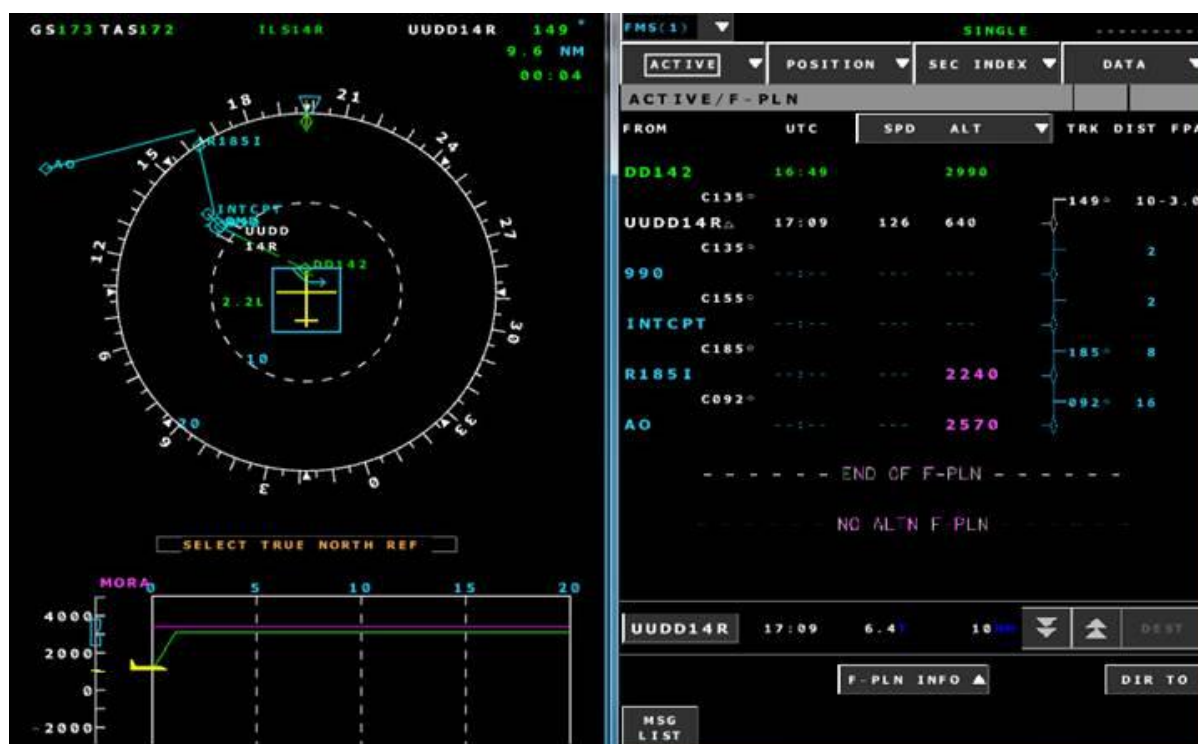 GS173 TAS172 ILS14R UUDD14R 149°
9.6 NM
00:04
18 21
15 24
R185I
AO
INTCPT
27
UUDD
14R
12
DD142
2.2L
30
9
10
20
6
33
3 0
SELECT TRUE NORTH REF
MORA
0 5 10 15 20
4000
2000
0
-2000
FMS(1) SINGLE ----------
ACTIVE POSITION SEC INDEX DATA
ACTIVE/F-PLN
FROM UTC SPD ALT TRK DIST FPA
DD142 16:49 2990
C135° 149° 10-3.0
UUDD14R 17:09 126 640
C135° 2
990 --:-- --- ---
C155° 2
INTCPT --:-- --- ---
C185° 185° 8
R185I --:-- --- 2240
C092° 092° 16
AO --:-- --- 2570
- - - - - - END OF F-PLN - - - - - -
NO ALTN F-PLN
UUDD14R 17:09 6.4T 10NM DEST
F-PLN INFO DIR TO
MSG
LIST